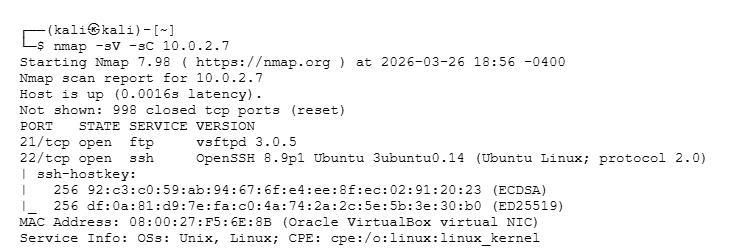 ┌──(kali㉿kali)-[~]
└─$ nmap -sV -sC 10.0.2.7
Starting Nmap 7.98 ( https://nmap.org ) at 2026-03-26 18:56 -0400
Nmap scan report for 10.0.2.7
Host is up (0.0016s latency).
Not shown: 998 closed tcp ports (reset)
PORT   STATE SERVICE VERSION
21/tcp open  ftp     vsftpd 3.0.5
22/tcp open  ssh     OpenSSH 8.9p1 Ubuntu 3ubuntu0.14 (Ubuntu Linux; protocol 2.0)
| ssh-hostkey:
|   256 92:c3:c0:59:ab:94:67:6f:e4:ee:8f:ec:02:91:20:23 (ECDSA)
|_  256 df:0a:81:d9:7e:fa:c0:4a:74:2a:2c:5e:5b:3e:30:b0 (ED25519)
MAC Address: 08:00:27:F5:6E:8B (Oracle VirtualBox virtual NIC)
Service Info: OSs: Unix, Linux; CPE: cpe:/o:linux:linux_kernel